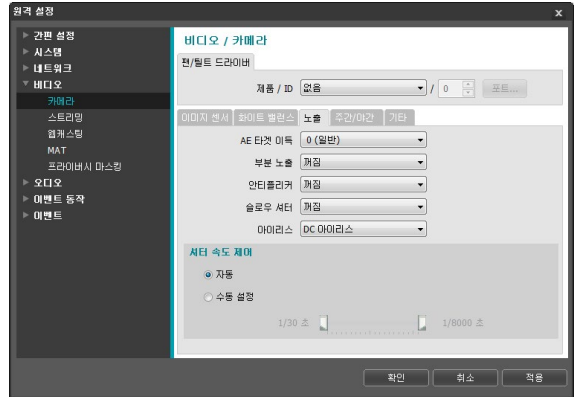 원격 설정 x
간편 설정
시스템
네트워크
비디오
카메라
스트리밍
웹캐스팅
MAT
프라이버시 마스킹
오디오
이벤트 동작
이벤트
비디오 / 카메라
팬/틸트 드라이버
제품 / ID 없음 / 0 포트...
이미지 센서 화이트 밸런스 노출 주간/야간 기타
AE 타겟 이득 0 (일반)
부분 노출 꺼짐
안티플리커 꺼짐
슬로우 셔터 꺼짐
아이리스 DC 아이리스
셔터 속도 제어
자동
수동 설정
1/30 초 1/8000 초
확인 취소 적용